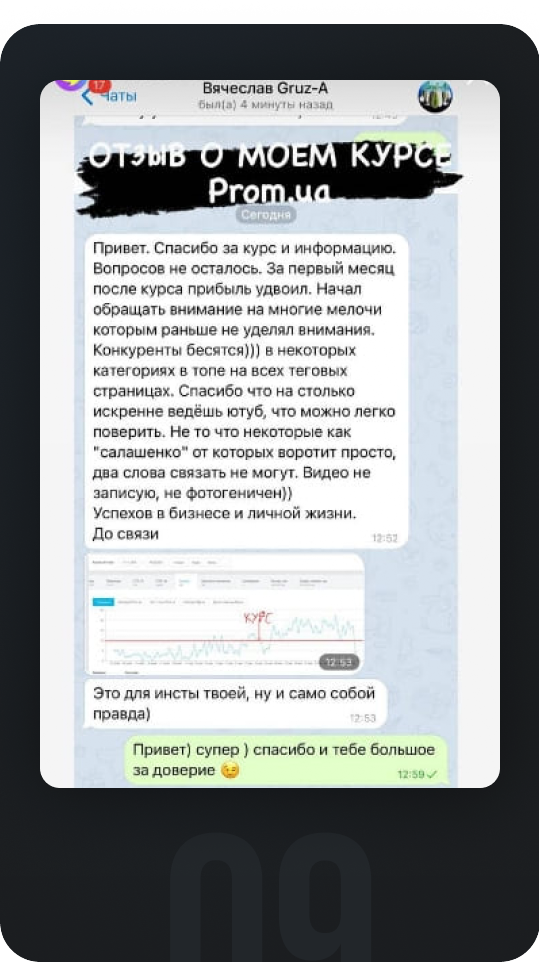 17
Чаты
Вячеслав Gruz-A
был(а) 4 минуты назад
ОТЗЫВ О МОЕМ КУРСЕ
Prom.ua
Сегодня
Привет. Спасибо за курс и информацию.
Вопросов не осталось. За первый месяц
после курса прибыль удвоил. Начал
обращать внимание на многие мелочи
которым раньше не уделял внимания.
Конкуренты бесятся))) в некоторых
категориях в топе на всех теговых
страницах. Спасибо что на столько
искренне ведёшь ютуб, что можно легко
поверить. Не то что некоторые как
"салашенко" от которых воротит просто,
два слова связать не могут. Видео не
записую, не фотогеничен))
Успехов в бизнесе и личной жизни.
До связи
12:52
КУРС
12:53
Это для инсты твоей, ну и само собой
правда)
12:53
Привет) супер ) спасибо и тебе большое
за доверие 😉
12:59
09